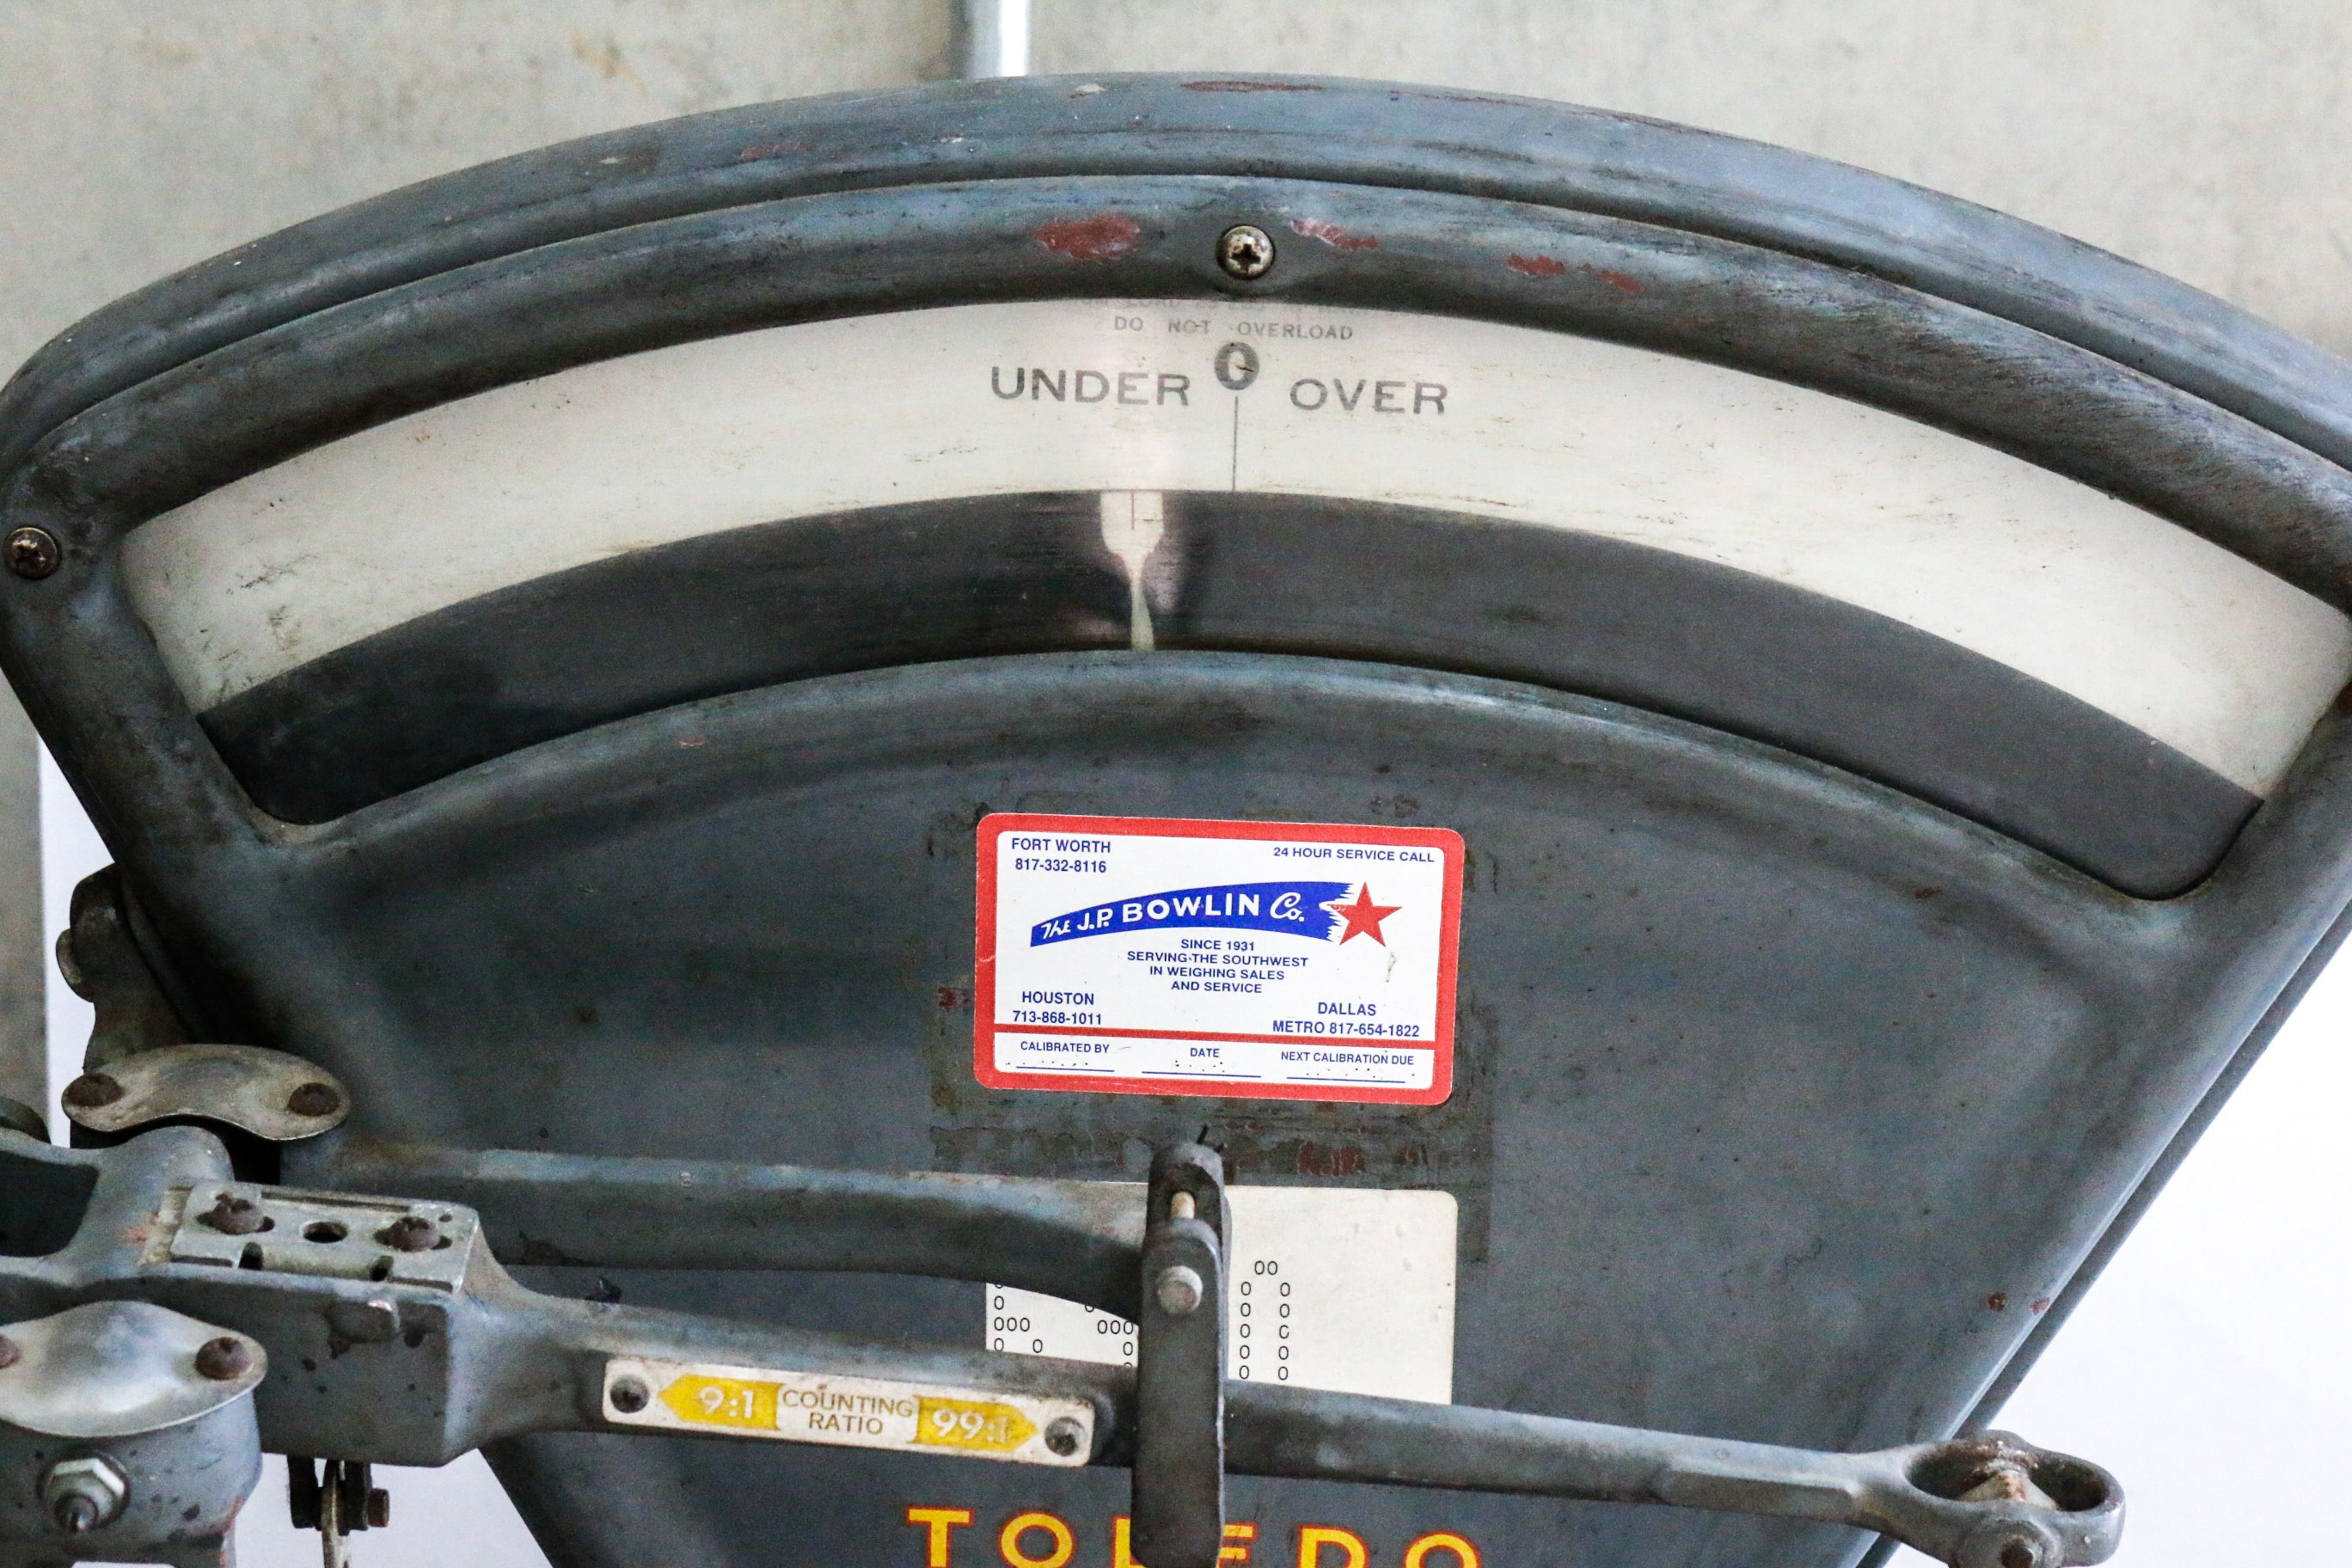 DO NOT OVERLOAD
UNDER 0 OVER
FORT WORTH
817-332-8116
24 HOUR SERVICE CALL
The J.P. BOWLIN Co.
SINCE 1931
SERVING THE SOUTHWEST
IN WEIGHING SALES
AND SERVICE
HOUSTON
713-868-1011
DALLAS
METRO 817-654-1822
CALIBRATED BY
DATE
NEXT CALIBRATION DUE
9:1 COUNTING RATIO 99:1
TOLEDO